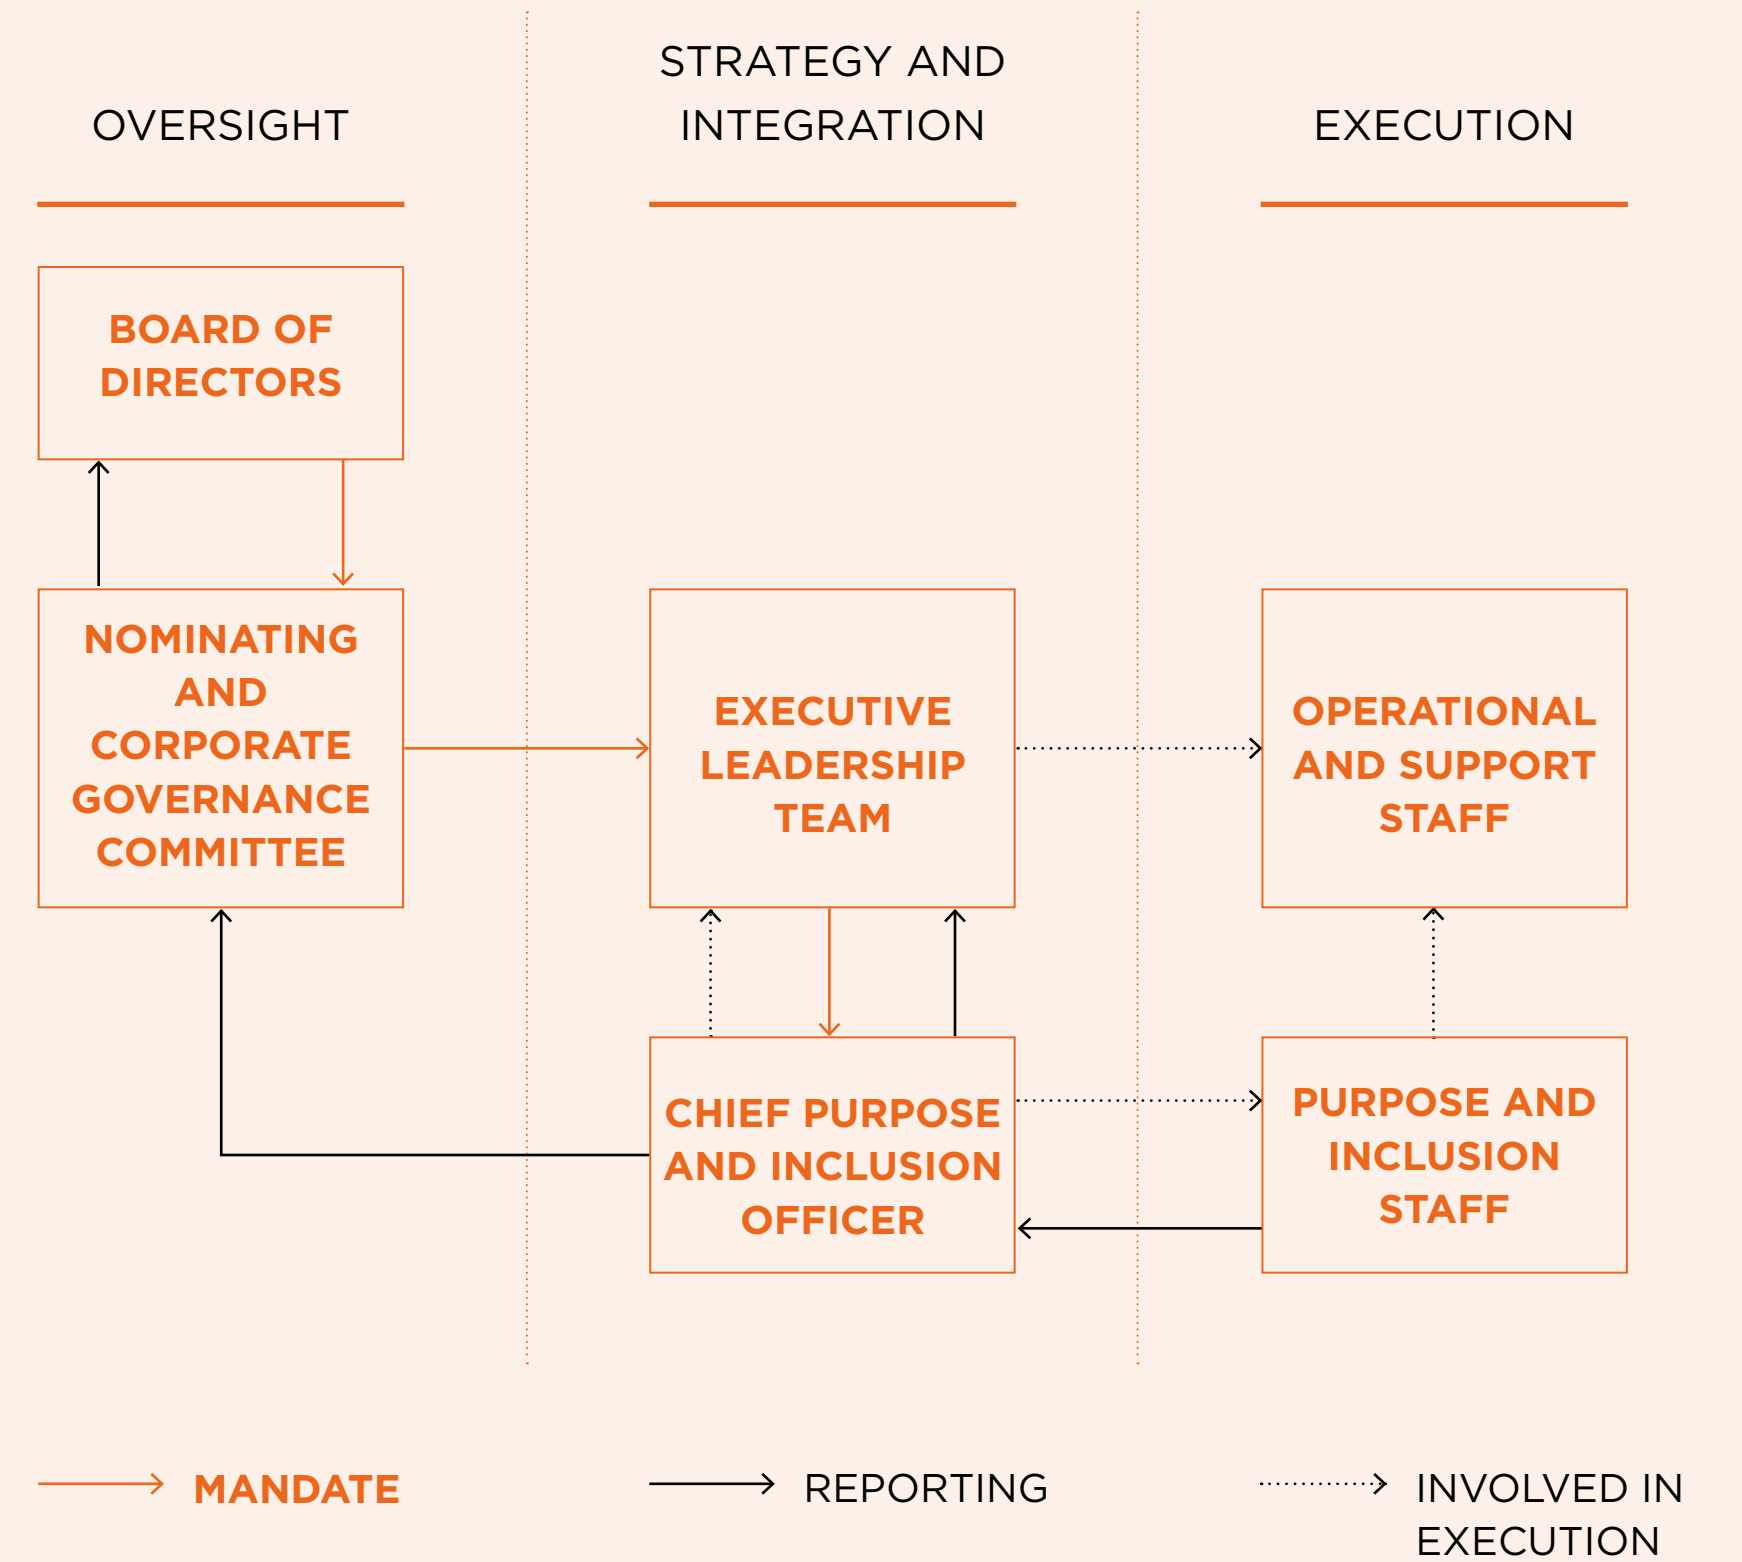 OVERSIGHT
STRATEGY AND
INTEGRATION
EXECUTION
BOARD OF
DIRECTORS
NOMINATING
AND
CORPORATE
GOVERNANCE
COMMITTEE
EXECUTIVE
LEADERSHIP
TEAM
OPERATIONAL
AND SUPPORT
STAFF
CHIEF PURPOSE
AND INCLUSION
OFFICER
PURPOSE AND
INCLUSION
STAFF
MANDATE
REPORTING
INVOLVED IN
EXECUTION